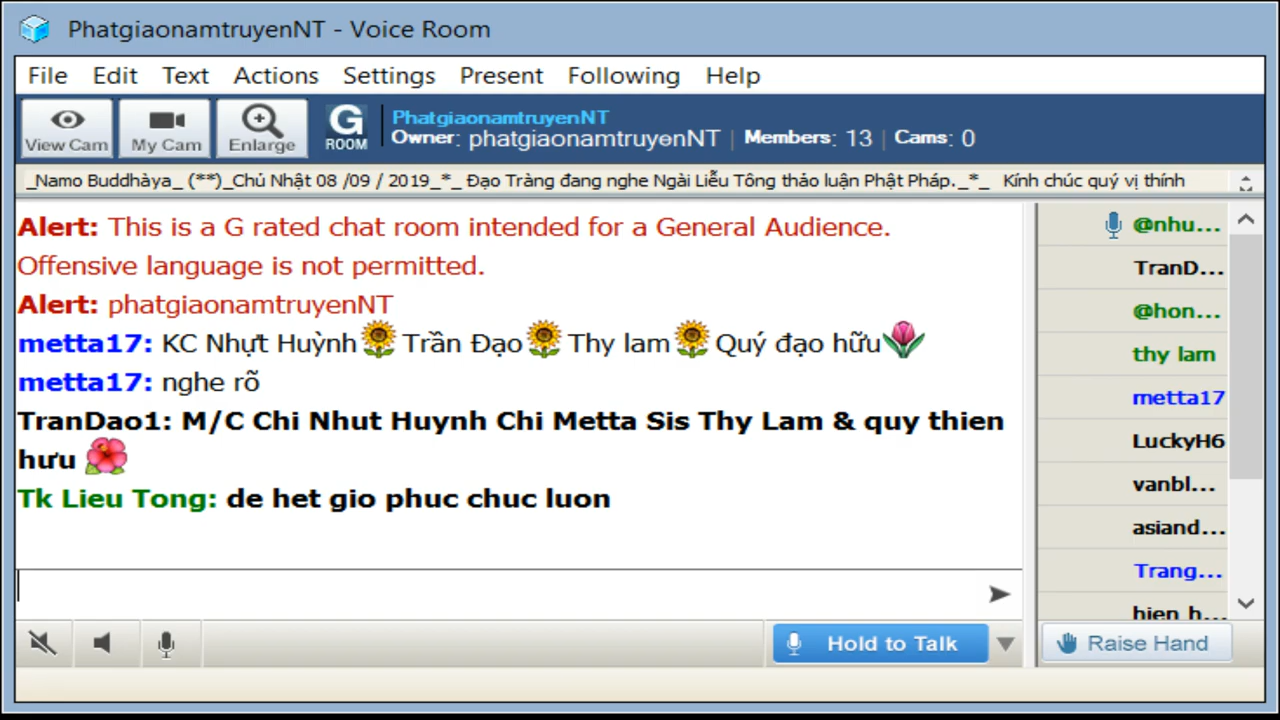 PhatgiaonamtruyenNT - Voice Room
File Edit Text Actions Settings Present Following Help
View Cam My Cam Enlarge G ROOM
PhatgiaonamtruyenNT
Owner: phatgiaonamtruyenNT | Members: 13 | Cams: 0
_Namo Buddhàya_ (**)_Chủ Nhật 08 /09 / 2019_*_ Đạo Tràng đang nghe Ngài Liễu Tông thảo luận Phật Pháp._*_ Kính chúc quý vị thính
Alert: This is a G rated chat room intended for a General Audience.
Offensive language is not permitted.
Alert: phatgiaonamtruyenNT
metta17: KC Nhựt Huỳnh Trần Đạo Thy lam Quý đạo hữu
metta17: nghe rõ
TranDao1: M/C Chi Nhut Huynh Chi Metta Sis Thy Lam & quy thien
hưu
Tk Lieu Tong: de het gio phuc chuc luon
@nhu...
TranD...
@hon...
thy lam
metta17
LuckyH6
vanbl...
asiand...
Trang...
hien h...
Hold to Talk
Raise Hand